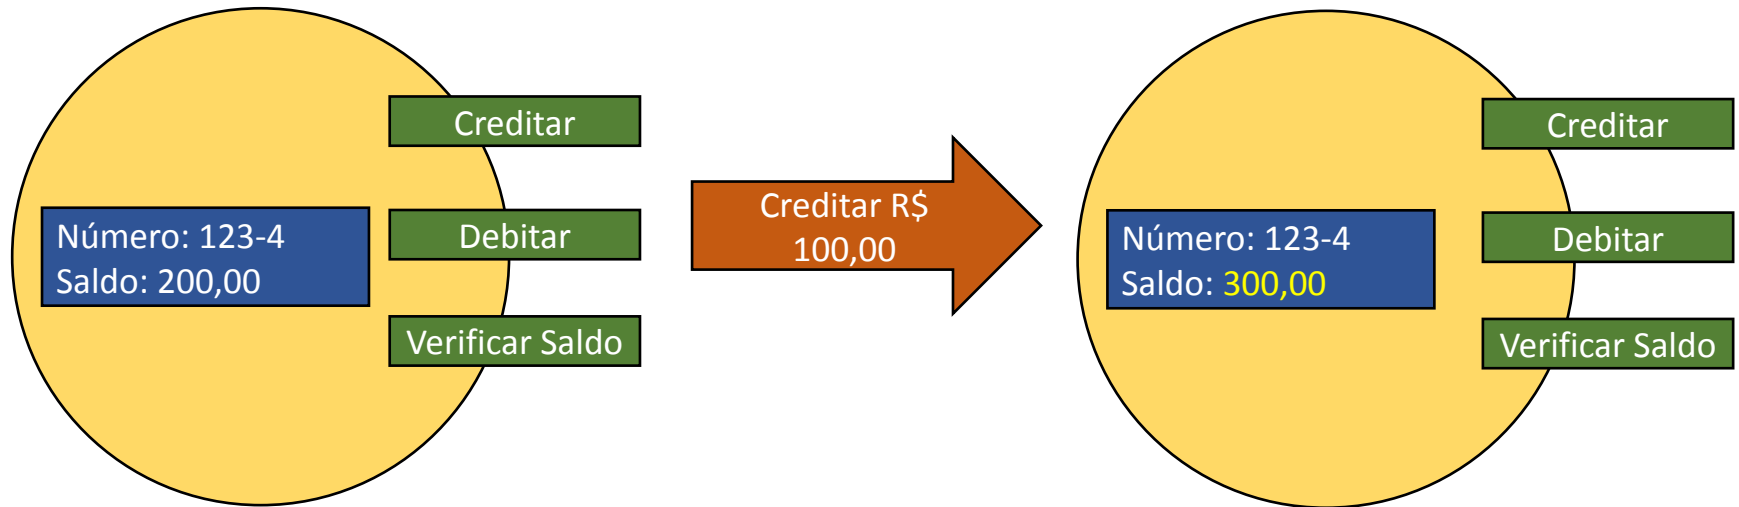 Creditar
Número: 123-4
Saldo: 200,00
Debitar
Verificar Saldo
Creditar R$
100,00
Creditar
Número: 123-4
Saldo: 300,00
Debitar
Verificar Saldo